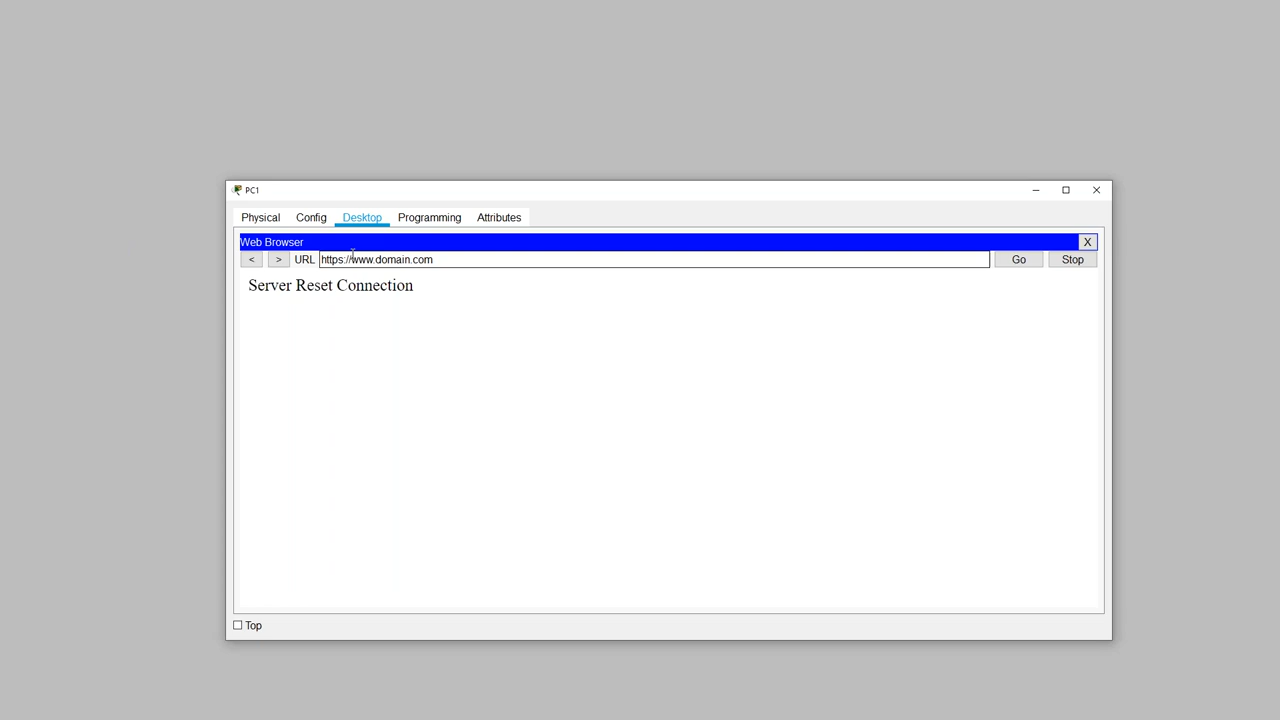 PC1
Physical Config Desktop Programming Attributes
Web Browser X
< > URL https://www.domain.com Go Stop
Server Reset Connection
Top